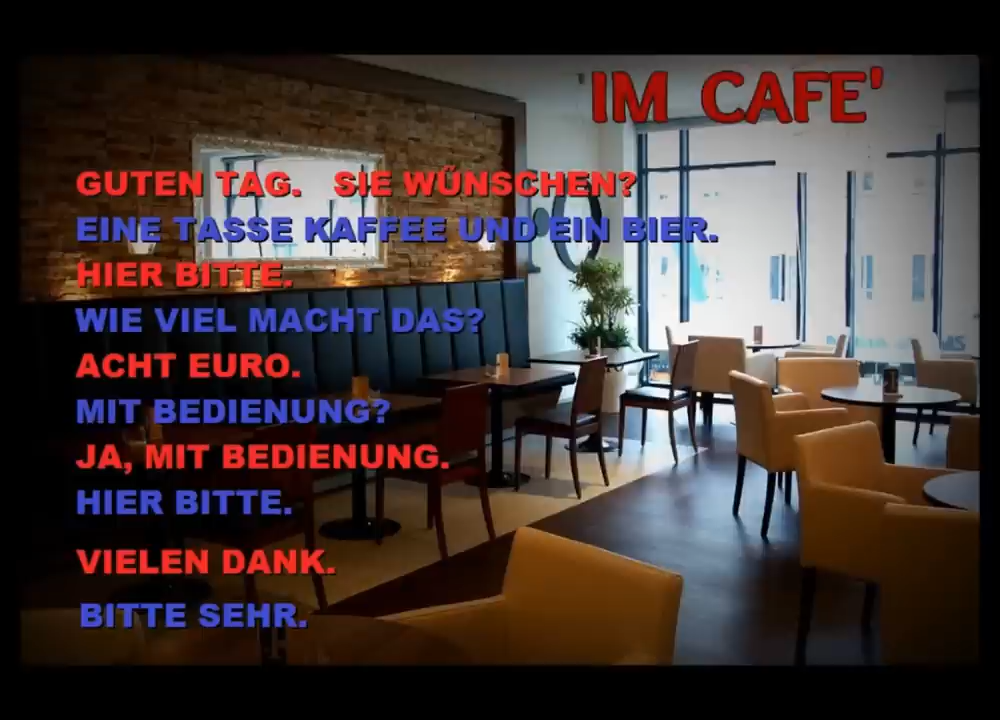 IM CAFE'
GUTEN TAG. SIE WŰNSCHEN?
EINE TASSE KAFFEE UND EIN BIER.
HIER BITTE.
WIE VIEL MACHT DAS?
ACHT EURO.
MIT BEDIENUNG?
JA, MIT BEDIENUNG.
HIER BITTE.
VIELEN DANK.
BITTE SEHR.